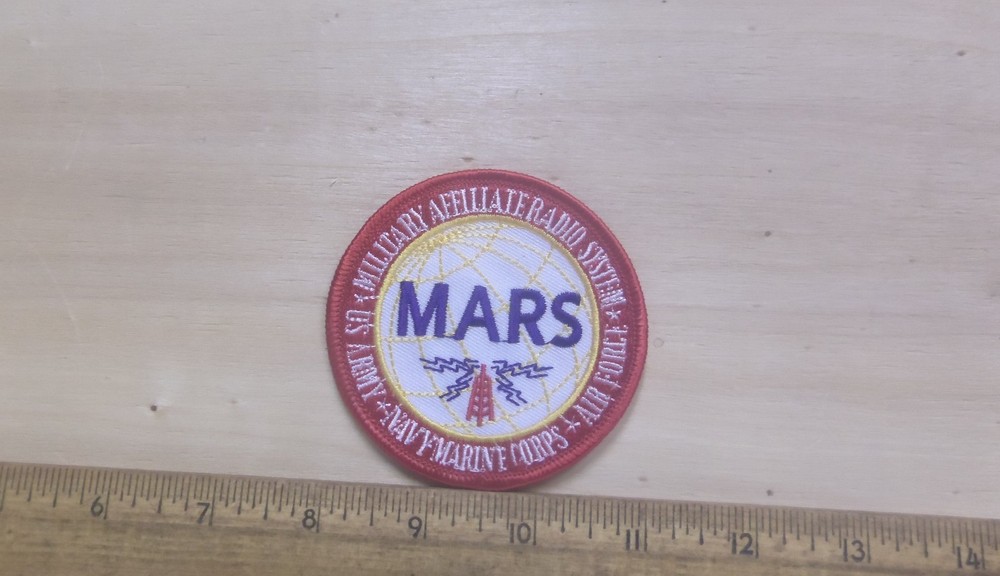 MILITARY AFFILIATE RADIO SYSTEM
MARS
US ARMY ★ NAVY MARINE CORPS ★ AIR FORCE
6 7 8 9 10 11 12 13 14